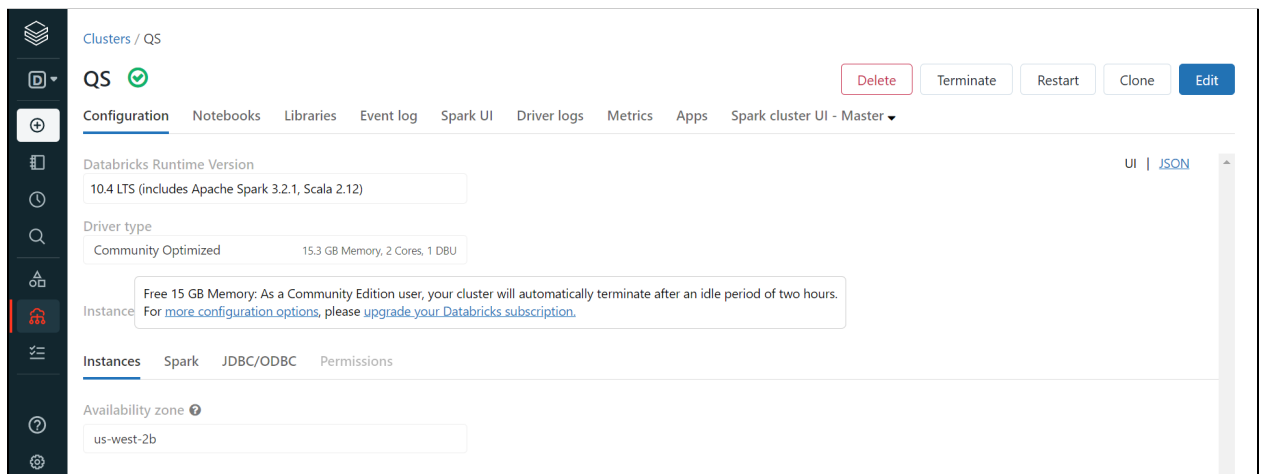 Clusters / QS
D
QS
Delete
Terminate
Restart
Clone
Edit
Configuration Notebooks Libraries Event log Spark UI Driver logs Metrics Apps Spark cluster UI - Master
UI | JSON
Databricks Runtime Version
10.4 LTS (includes Apache Spark 3.2.1, Scala 2.12)
Driver type
Community Optimized 15.3 GB Memory, 2 Cores, 1 DBU
Instance
Free 15 GB Memory: As a Community Edition user, your cluster will automatically terminate after an idle period of two hours.
For more configuration options, please upgrade your Databricks subscription.
Instances Spark JDBC/ODBC Permissions
Availability zone
us-west-2b